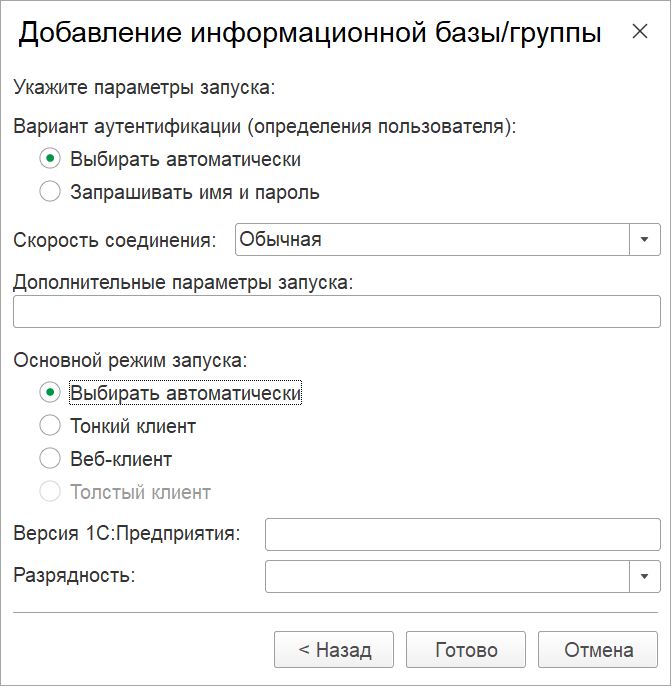 Добавление информационной базы/группы
Укажите параметры запуска:
Вариант аутентификации (определения пользователя):
Выбирать автоматически
Запрашивать имя и пароль
Скорость соединения: Обычная
Дополнительные параметры запуска:
Основной режим запуска:
Выбирать автоматически
Тонкий клиент
Веб-клиент
Толстый клиент
Версия 1С:Предприятия:
Разрядность:
< Назад Готово Отмена